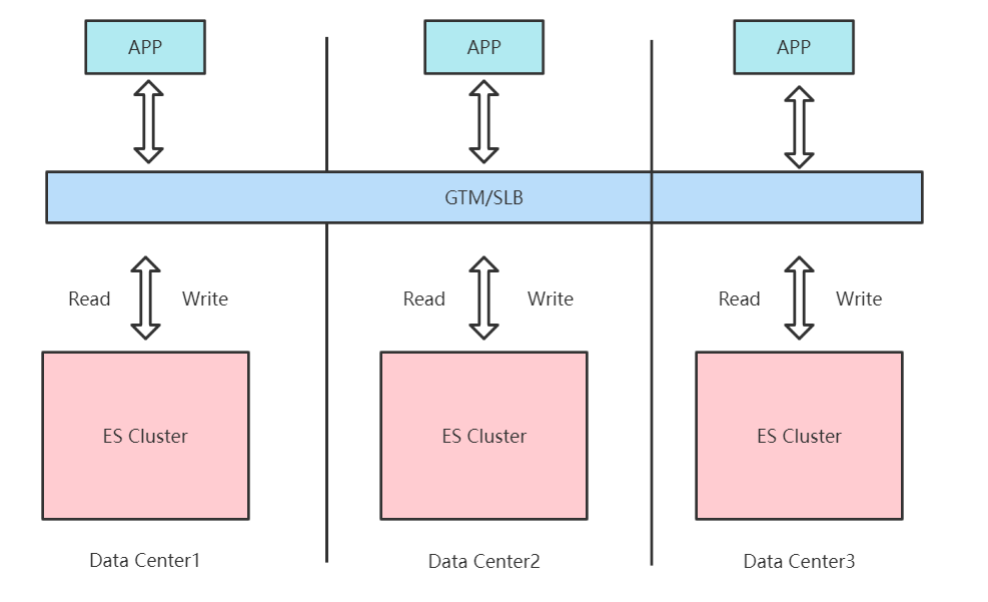 APP
APP
APP
GTM/SLB
Read
Write
Read
Write
Read
Write
ES Cluster
ES Cluster
ES Cluster
Data Center1
Data Center2
Data Center3